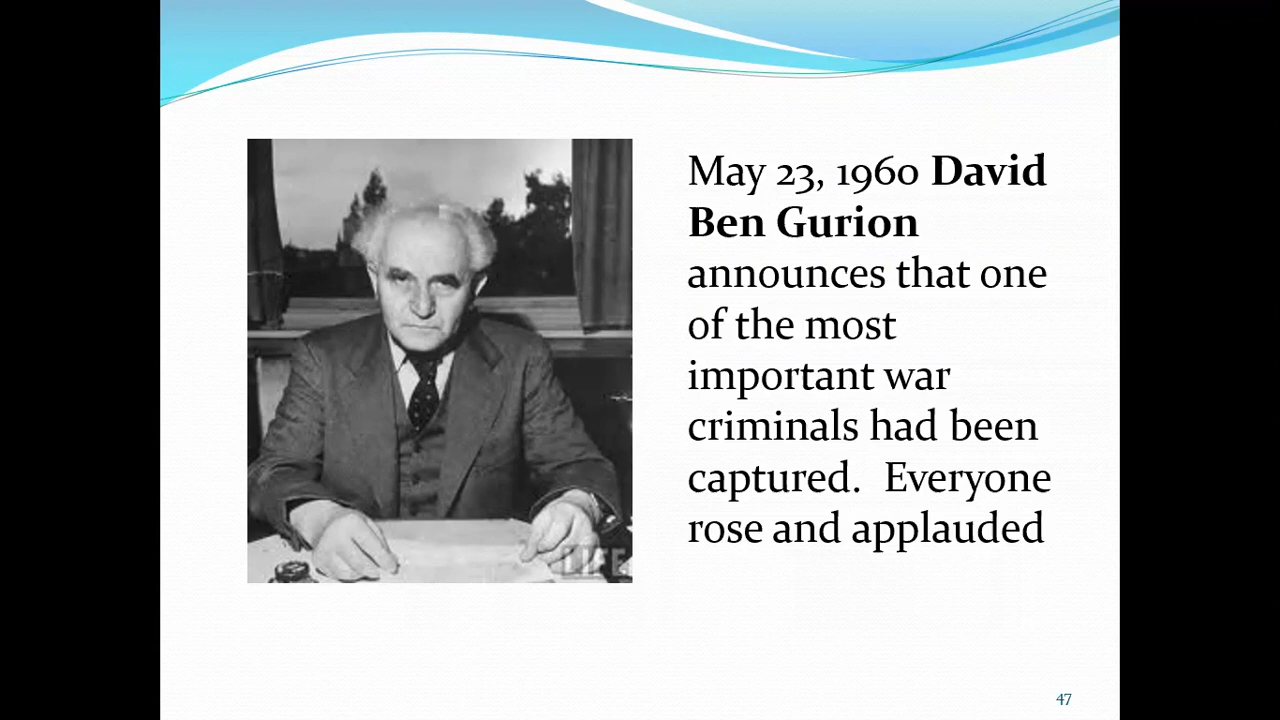 May 23, 1960 David
Ben Gurion
announces that one
of the most
important war
criminals had been
captured.  Everyone
rose and applauded
LIFE
47